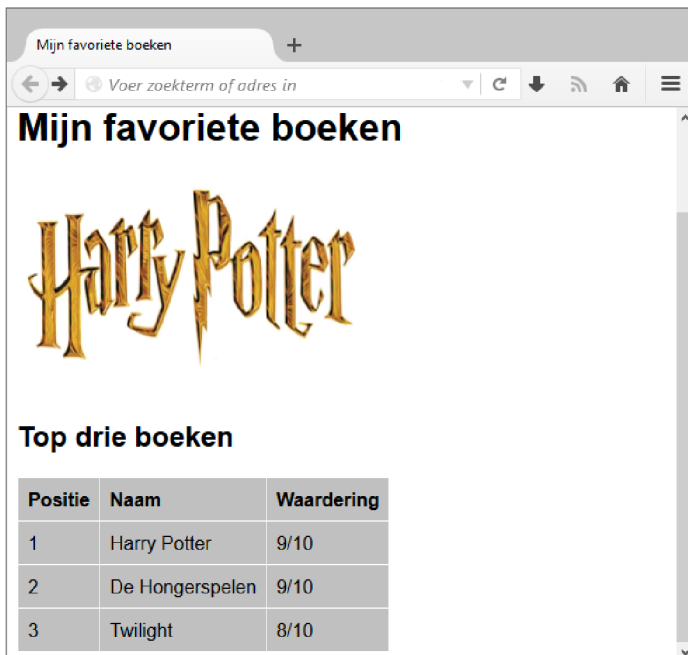 Mijn favoriete boeken
Voer zoekterm of adres in
Mijn favoriete boeken
Harry Potter
Top drie boeken
Positie Naam Waardering
1 Harry Potter 9/10
2 De Hongerspelen 9/10
3 Twilight 8/10